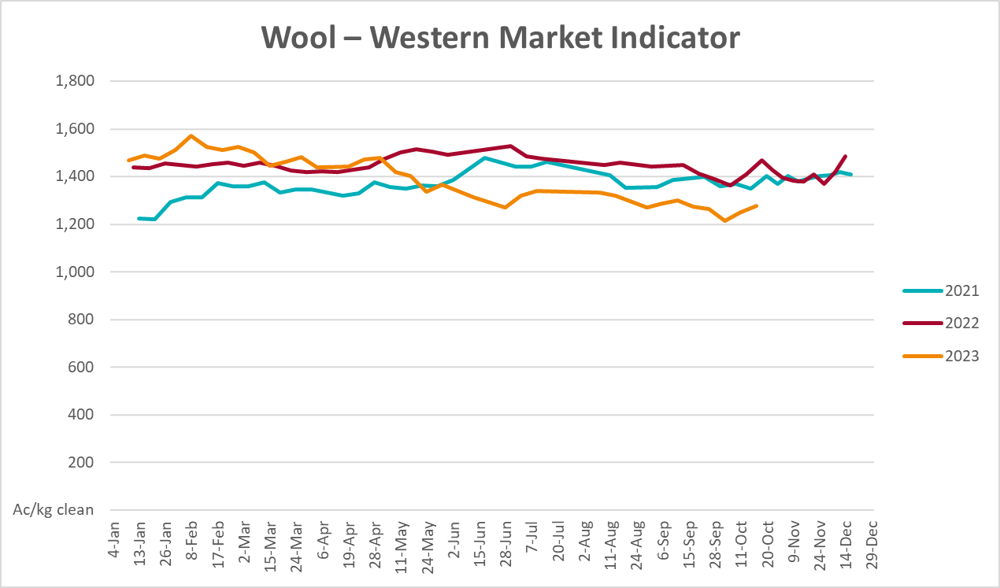 Wool – Western Market Indicator
1,800
1,600
1,400
1,200
1,000
800
600
400
200
Ac/kg clean
4-Jan
13-Jan
26-Jan
8-Feb
17-Feb
2-Mar
15-Mar
24-Mar
6-Apr
19-Apr
28-Apr
11-May
24-May
2-Jun
15-Jun
28-Jun
7-Jul
20-Jul
2-Aug
11-Aug
24-Aug
6-Sep
15-Sep
28-Sep
11-Oct
20-Oct
9-Nov
24-Nov
14-Dec
29-Dec
2021
2022
2023